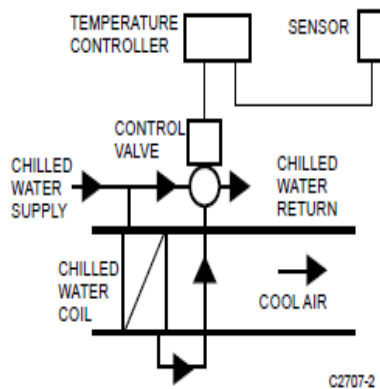 TEMPERATURE
CONTROLLER
SENSOR
CONTROL
VALVE
CHILLED
WATER
SUPPLY
CHILLED
WATER
RETURN
CHILLED
WATER
COIL
COOL AIR
C2707-2